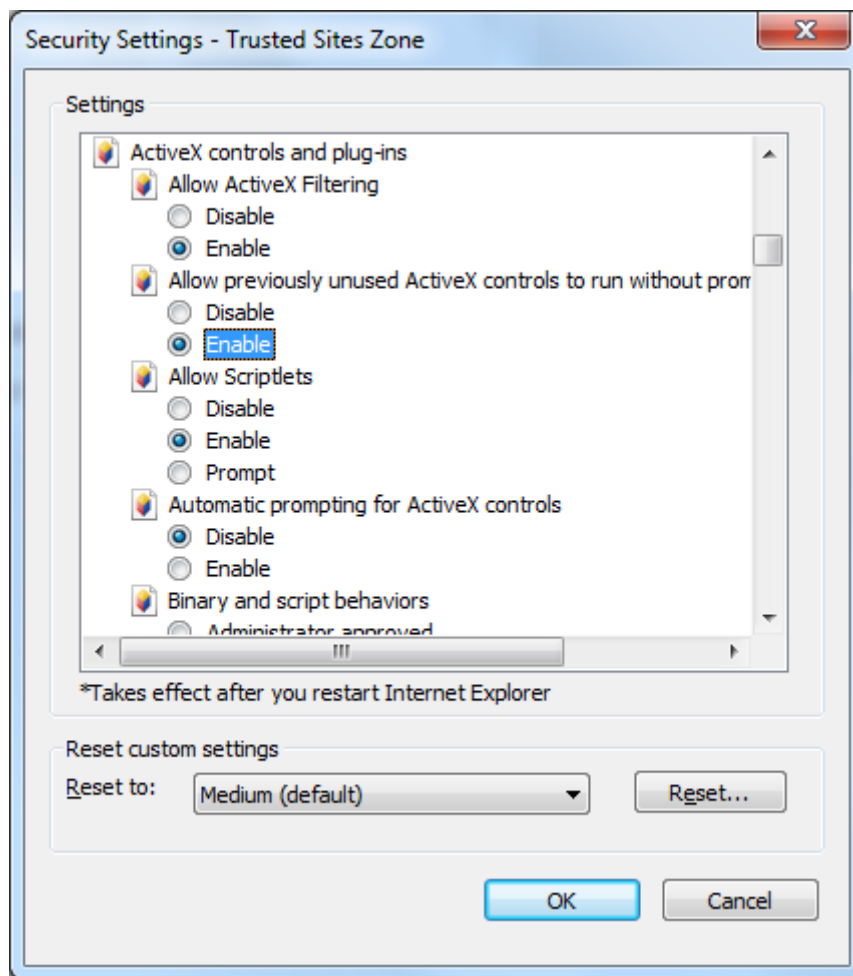 Security Settings - Trusted Sites Zone
Settings
ActiveX controls and plug-ins
Allow ActiveX Filtering
Disable
Enable
Allow previously unused ActiveX controls to run without prom
Disable
Enable
Allow Scriptlets
Disable
Enable
Prompt
Automatic prompting for ActiveX controls
Disable
Enable
Binary and script behaviors
Administrator approved
*Takes effect after you restart Internet Explorer
Reset custom settings
Reset to:
Medium (default)
Reset...
OK
Cancel